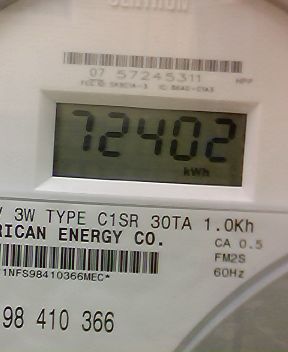 CENTRON
07 57245311
72402
kWh
3W TYPE C1SR 30TA 1.0Kh
RICAN ENERGY CO.
CA 0.5
FM2S
1NFS98410366MEC*
60Hz
98 410 366